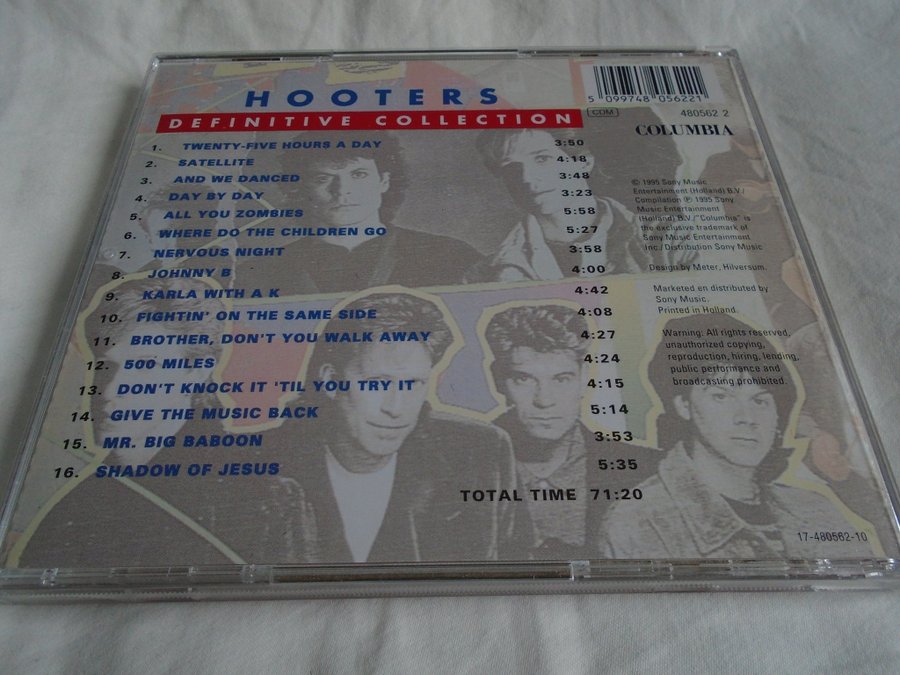 HOOTERS
DEFINITIVE COLLECTION
1. TWENTY-FIVE HOURS A DAY 3:50
2. SATELLITE 4:18
3. AND WE DANCED 3:48
4. DAY BY DAY 3:23
5. ALL YOU ZOMBIES 5:58
6. WHERE DO THE CHILDREN GO 5:27
7. NERVOUS NIGHT 3:58
8. JOHNNY B 4:00
9. KARLA WITH A K 4:42
10. FIGHTIN' ON THE SAME SIDE 4:08
11. BROTHER, DON'T YOU WALK AWAY 4:27
12. 500 MILES 4:24
13. DON'T KNOCK IT 'TIL YOU TRY IT 4:15
14. GIVE THE MUSIC BACK 5:14
15. MR. BIG BABOON 3:53
16. SHADOW OF JESUS 5:35
TOTAL TIME 71:20
5 099748 056221
CDM 480562 2
COLUMBIA
© 1995 Sony Music
Entertainment (Holland) B.V./
Compilation ℗ 1995 Sony
Music Entertainment
(Holland) B.V./"Columbia" is
the exclusive trademark of
Sony Music Entertainment
Inc./Distribution Sony Music
Design by Meter, Hilversum.
Marketed en distributed by
Sony Music.
Printed in Holland.
Warning: All rights reserved,
unauthorized copying,
reproduction, hiring, lending,
public performance and
broadcasting prohibited.
17-480562-10